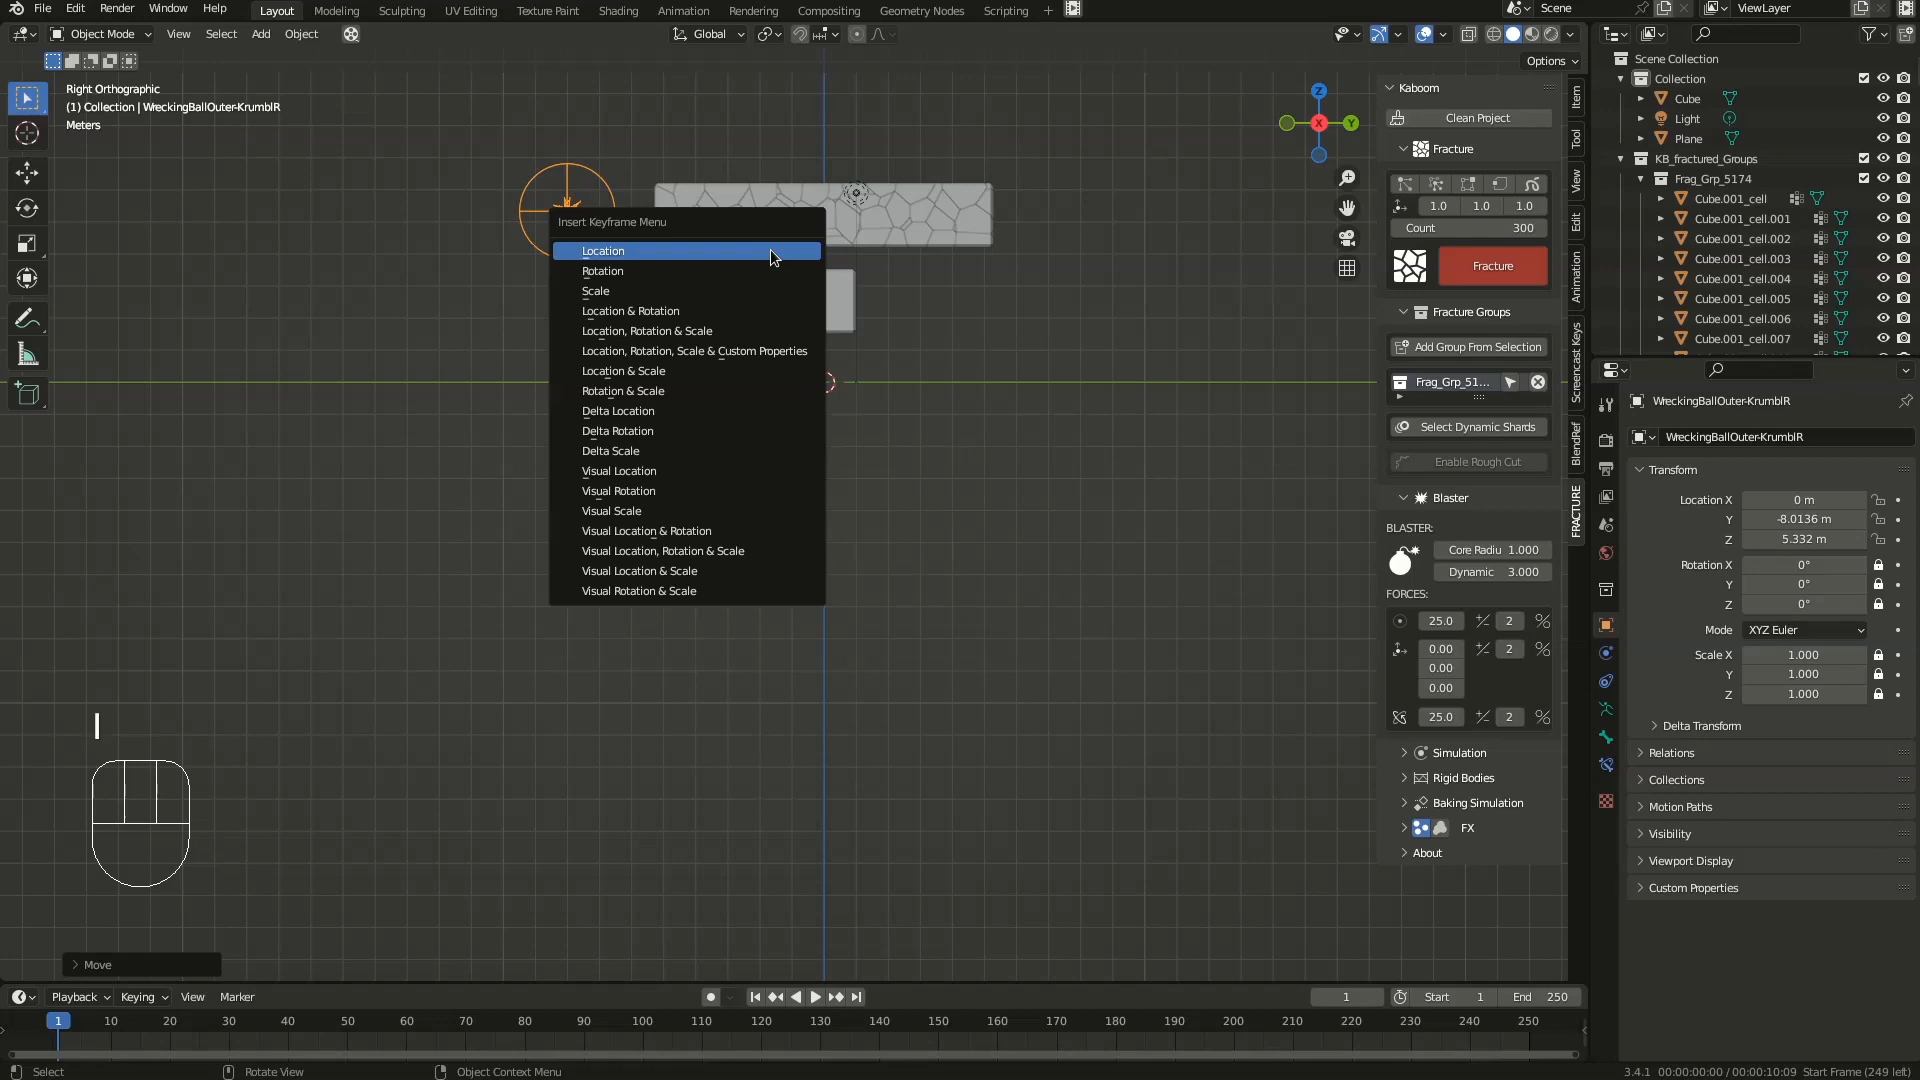 File Edit Render Window Help Layout Modeling Sculpting UV Editing Texture Paint Shading Animation Rendering Compositing Geometry Nodes Scripting + Scene ViewLayer
Object Mode View Select Add Object Global
Options
Right Orthographic
(1) Collection | WreckingBallOuter-KrumblR
Meters
Z
X
Y
Insert Keyframe Menu
Location
Rotation
Scale
Location & Rotation
Location, Rotation & Scale
Location, Rotation, Scale & Custom Properties
Location & Scale
Rotation & Scale
Delta Location
Delta Rotation
Delta Scale
Visual Location
Visual Rotation
Visual Scale
Visual Location & Rotation
Visual Location, Rotation & Scale
Visual Location & Scale
Visual Rotation & Scale
I
Move
Kaboom
Clean Project
Fracture
1.0 1.0 1.0
Count 300
Fracture
Fracture Groups
Add Group From Selection
Frag_Grp_51...
Select Dynamic Shards
Enable Rough Cut
Blaster
BLASTER:
Core Radiu 1.000
Dynamic 3.000
FORCES:
25.0 2 %
0.00 2 %
0.00
0.00
25.0 2 %
Simulation
Rigid Bodies
Baking Simulation
FX
About
Item
Tool
View
Edit
Animation
Screencast Keys
BlendRef
FRACTURE
Scene Collection
Collection
Cube
Light
Plane
KB_fractured_Groups
Frag_Grp_5174
Cube.001_cell
Cube.001_cell.001
Cube.001_cell.002
Cube.001_cell.003
Cube.001_cell.004
Cube.001_cell.005
Cube.001_cell.006
Cube.001_cell.007
WreckingBallOuter-KrumblR
WreckingBallOuter-KrumblR
Transform
Location X 0 m
Y -8.0136 m
Z 5.332 m
Rotation X 0°
Y 0°
Z 0°
Mode XYZ Euler
Scale X 1.000
Y 1.000
Z 1.000
Delta Transform
Relations
Collections
Motion Paths
Visibility
Viewport Display
Custom Properties
Playback Keying View Marker 1 Start 1 End 250
1 10 20 30 40 50 60 70 80 90 100 110 120 130 140 150 160 170 180 190 200 210 220 230 240 250
Select Rotate View Object Context Menu 3.4.1 00:00:00:00 / 00:00:10:09 Start Frame (249 left)